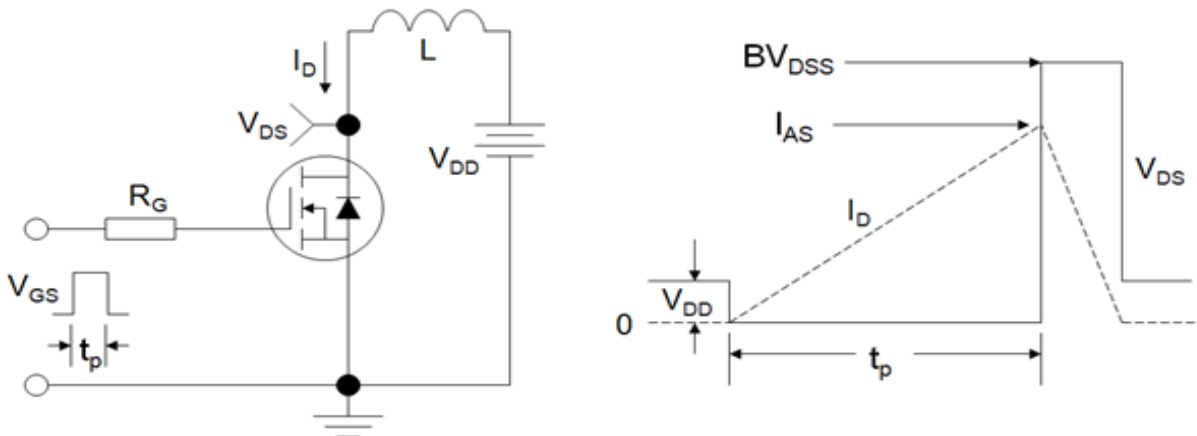 L
I_D
V_DS
V_DD
R_G
V_GS
t_p
BV_DSS
I_AS
V_DS
I_D
V_DD
0
t_p